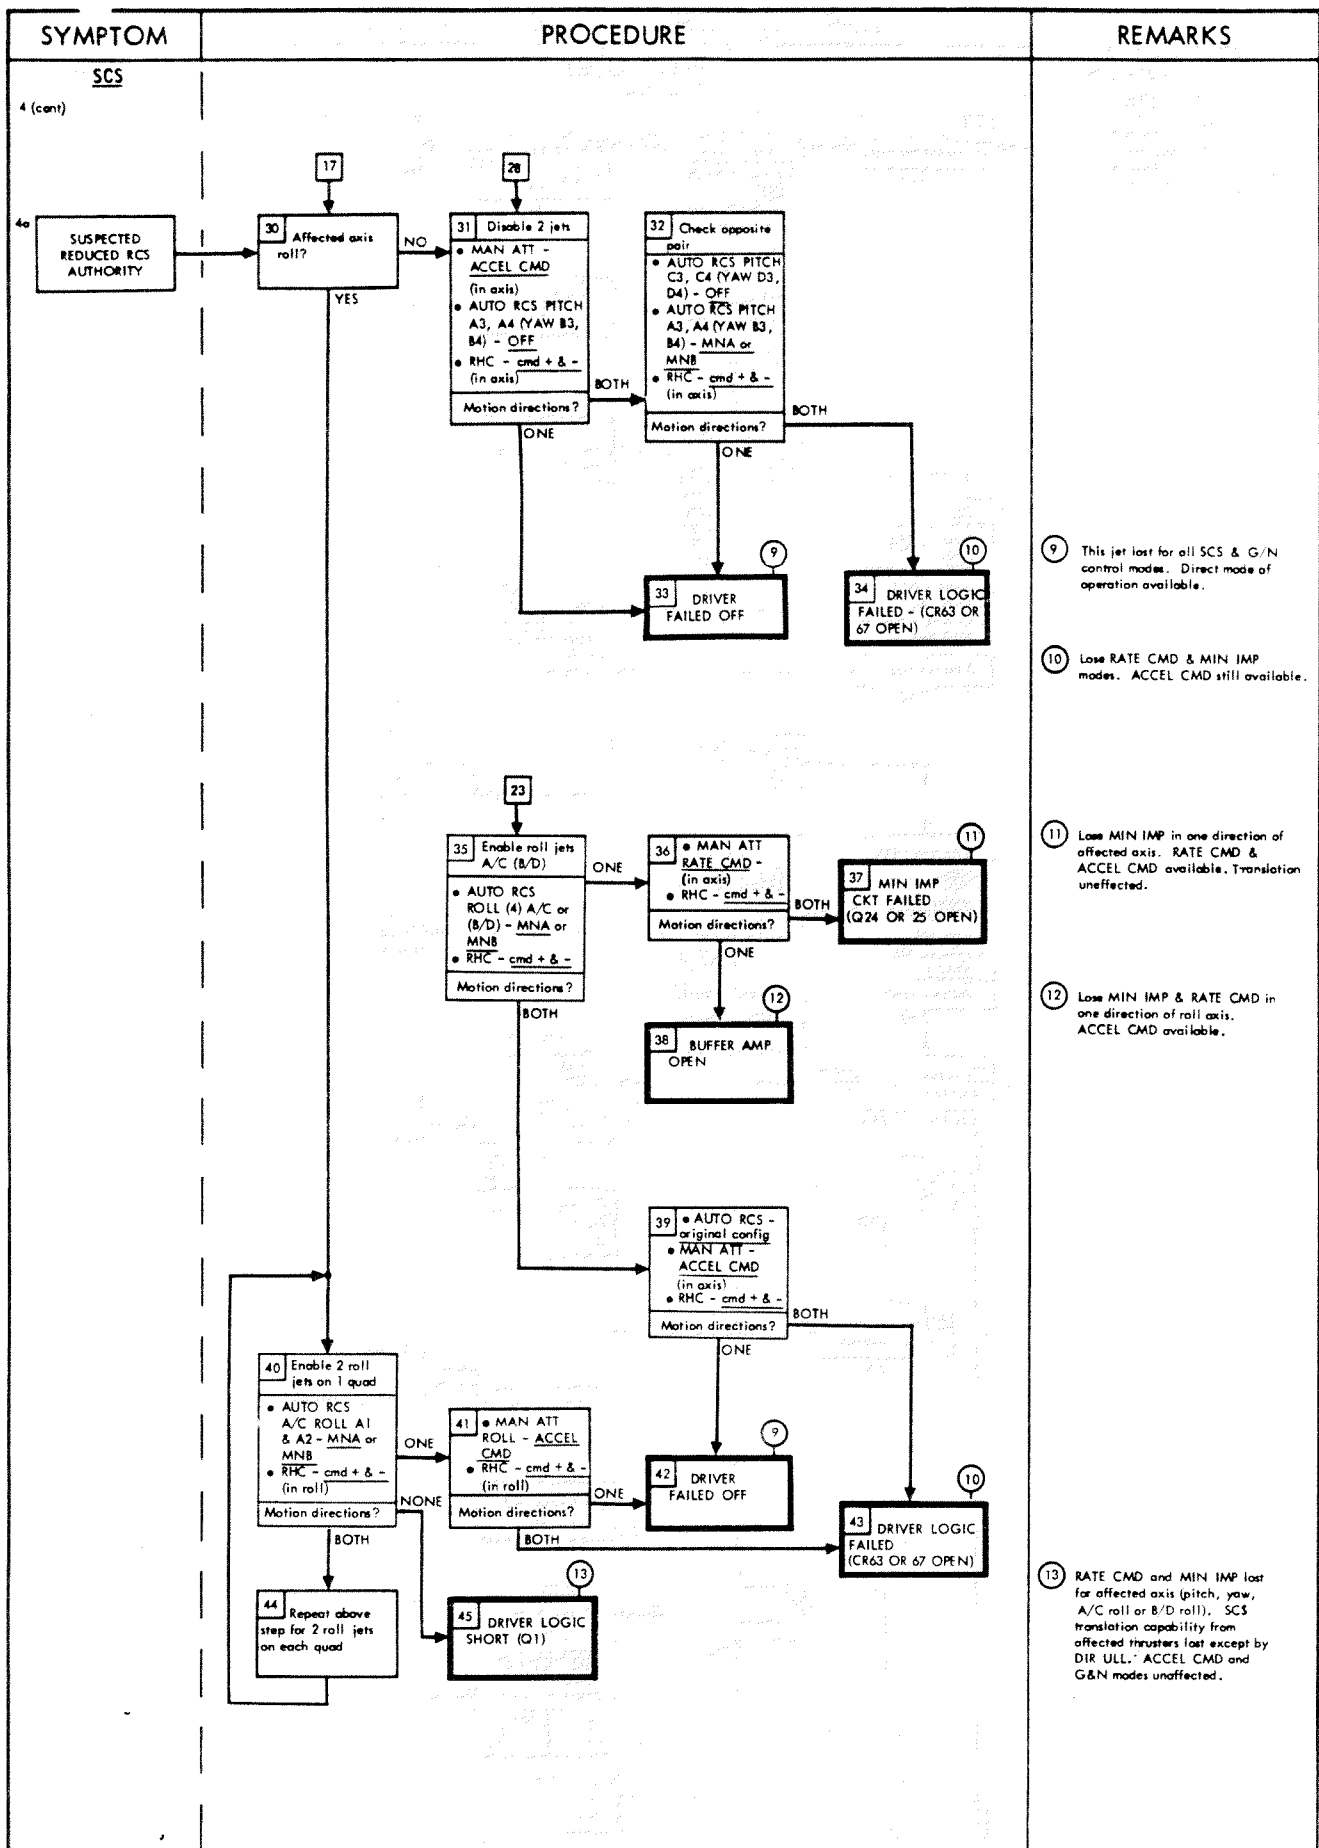 SYMPTOM
PROCEDURE
REMARKS
SCS
4 (cont)
17
28
4a
SUSPECTED
REDUCED RCS
AUTHORITY
30 Affected axis
roll?
NO
YES
31 Disable 2 jets
• MAN ATT -
ACCEL CMD
(in axis)
• AUTO RCS PITCH
A3, A4 (YAW B3,
B4) - OFF
• RHC - cmd + & -
(in axis)
Motion directions?
BOTH
ONE
32 Check opposite
pair
• AUTO RCS PITCH
C3, C4 (YAW D3,
D4) - OFF
• AUTO RCS PITCH
A3, A4 (YAW B3,
B4) - MNA or
MNB
• RHC - cmd + & -
(in axis)
Motion directions?
BOTH
ONE
9
33 DRIVER
FAILED OFF
10
34 DRIVER LOGIC
FAILED - (CR63 OR
67 OPEN)
9 This jet lost for all SCS & G/N
control modes. Direct mode of
operation available.
10 Lose RATE CMD & MIN IMP
modes. ACCEL CMD still available.
23
35 Enable roll jets
A/C (B/D)
• AUTO RCS
ROLL (4) A/C or
(B/D) - MNA or
MNB
• RHC - cmd + & -
Motion directions?
ONE
BOTH
36 • MAN ATT
RATE CMD -
(in axis)
• RHC - cmd + & -
Motion directions?
BOTH
ONE
11
37 MIN IMP
CKT FAILED
(Q24 OR 25 OPEN)
12
38 BUFFER AMP
OPEN
11 Lose MIN IMP in one direction of
affected axis. RATE CMD &
ACCEL CMD available. Translation
uneffected.
12 Lose MIN IMP & RATE CMD in
one direction of roll axis.
ACCEL CMD available.
39 • AUTO RCS -
original config
• MAN ATT -
ACCEL CMD
(in axis)
• RHC - cmd + & -
Motion directions?
BOTH
ONE
40 Enable 2 roll
jets on 1 quad
• AUTO RCS
A/C ROLL A1
& A2 - MNA or
MNB
• RHC - cmd + & -
(in roll)
Motion directions?
ONE
NONE
BOTH
41 • MAN ATT
ROLL - ACCEL
CMD
• RHC - cmd + & -
(in roll)
Motion directions?
ONE
BOTH
9
42 DRIVER
FAILED OFF
10
43 DRIVER LOGIC
FAILED
(CR63 OR 67 OPEN)
44 Repeat above
step for 2 roll jets
on each quad
13
45 DRIVER LOGIC
SHORT (Q1)
13 RATE CMD and MIN IMP lost
for affected axis (pitch, yaw,
A/C roll or B/D roll). SCS
translation capability from
affected thrusters lost except by
DIR ULL. ACCEL CMD and
G&N modes unaffected.